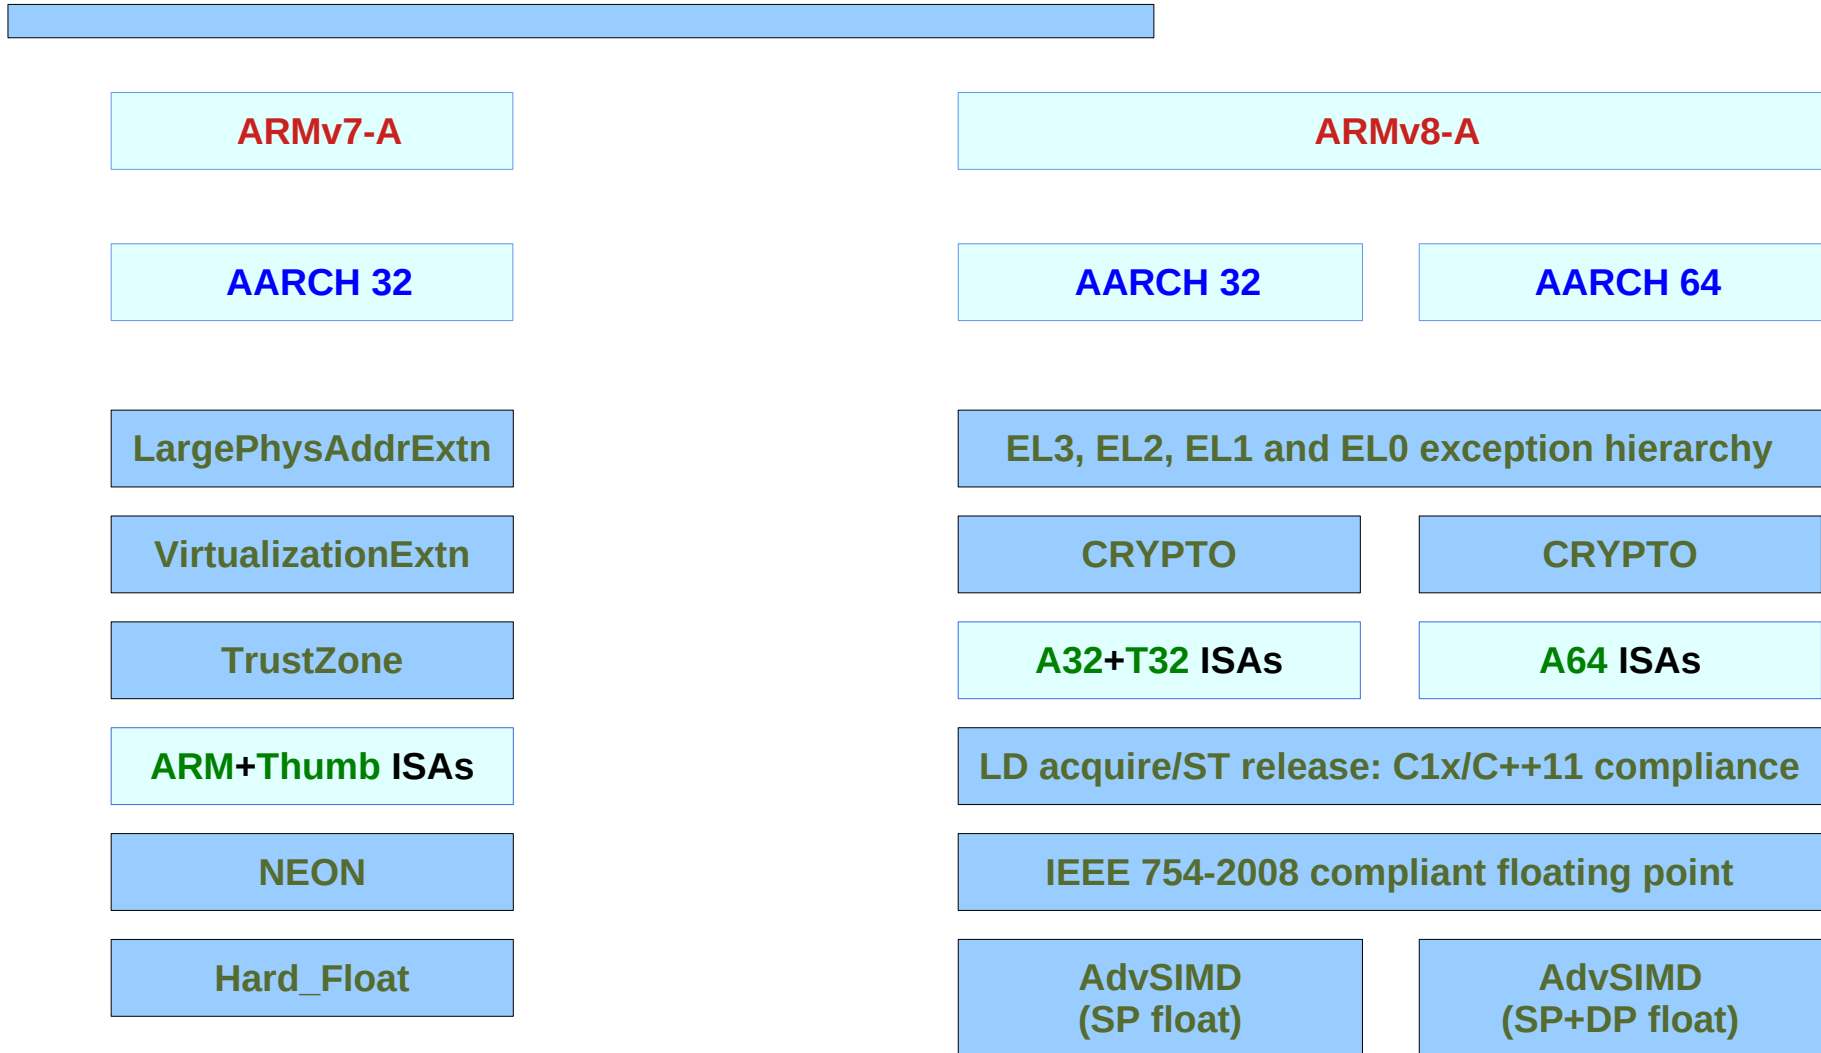 ARMv7-A
ARMv8-A
AARCH 32
AARCH 32
AARCH 64
LargePhysAddrExtn
EL3, EL2, EL1 and EL0 exception hierarchy
VirtualizationExtn
CRYPTO
CRYPTO
TrustZone
A32+T32 ISAs
A64 ISAs
ARM+Thumb ISAs
LD acquire/ST release: C1x/C++11 compliance
NEON
IEEE 754-2008 compliant floating point
Hard_Float
AdvSIMD
(SP float)
AdvSIMD
(SP+DP float)